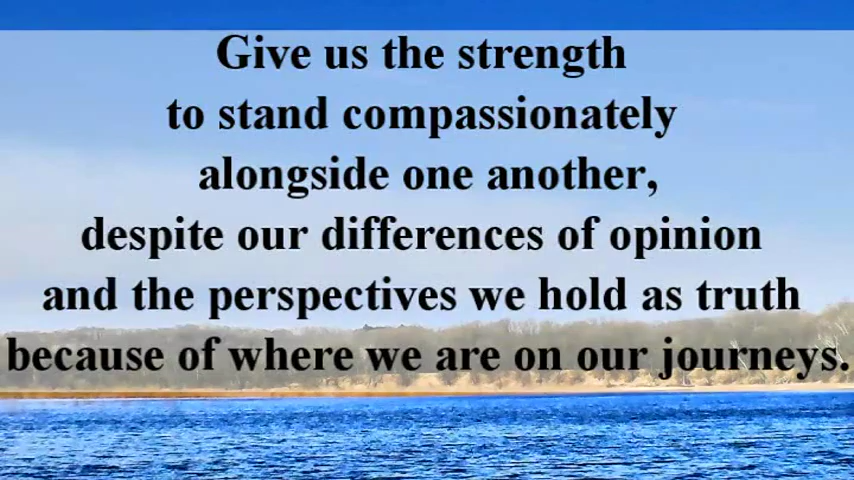 Give us the strength
to stand compassionately
alongside one another,
despite our differences of opinion
and the perspectives we hold as truth
because of where we are on our journeys.